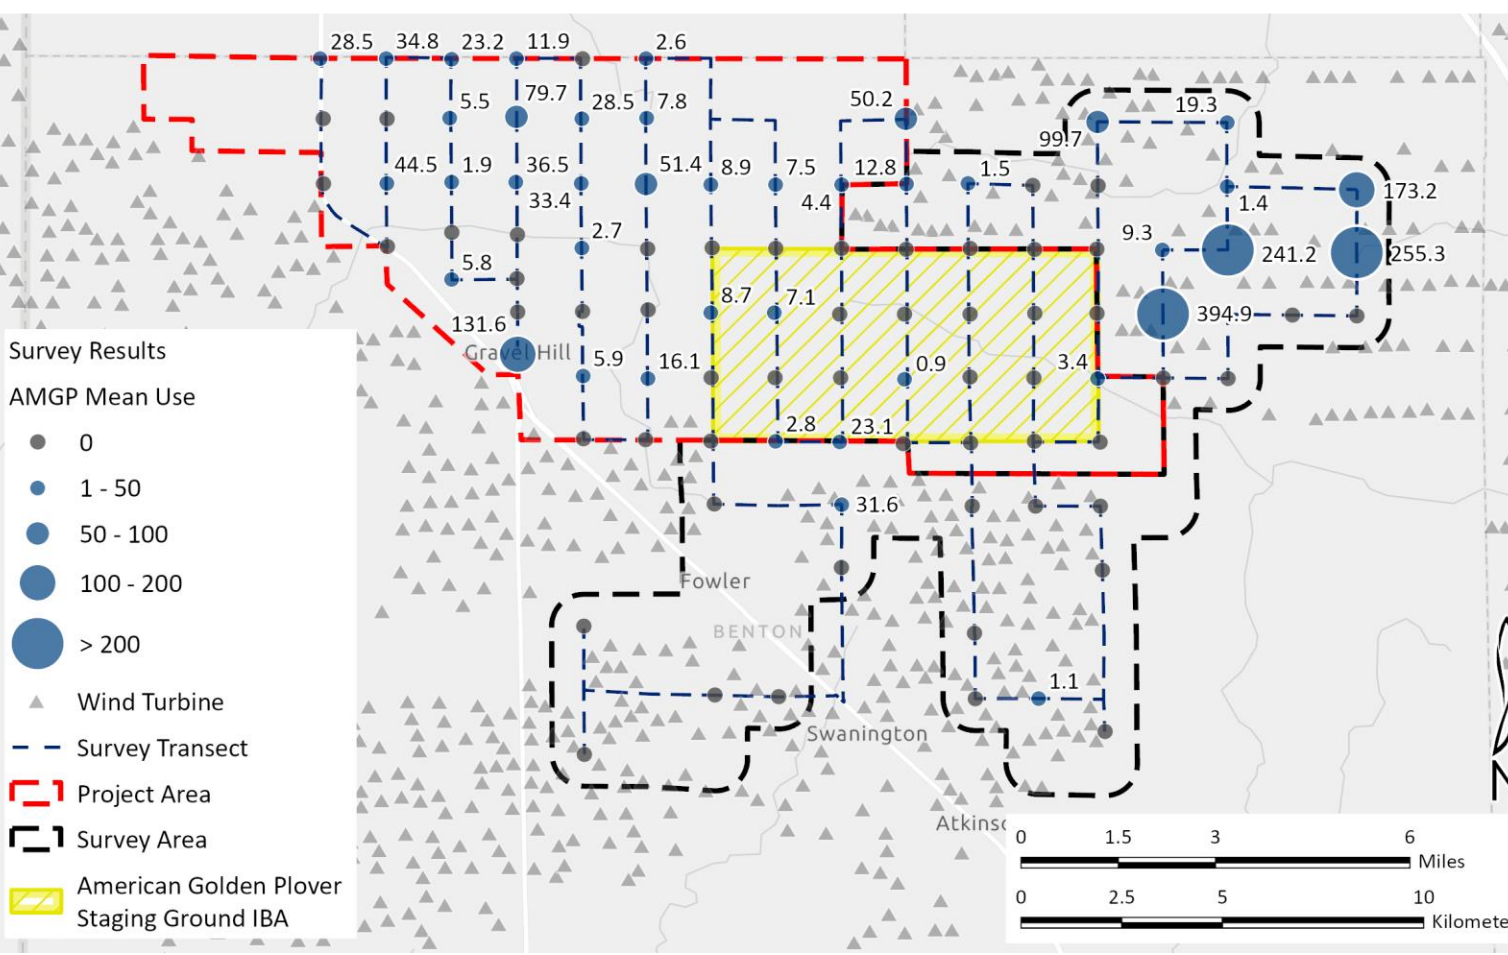 28.5
34.8
23.2
11.9
2.6
5.5
79.7
28.5
7.8
50.2
19.3
99.7
44.5
1.9
36.5
51.4
8.9
7.5
12.8
1.5
173.2
33.4
4.4
1.4
2.7
9.3
241.2
255.3
5.8
8.7
7.1
394.9
131.6
Gravel Hill
5.9
16.1
0.9
3.4
2.8
23.1
31.6
Fowler
BENTON
1.1
Swanington
Atkinso
Survey Results
AMGP Mean Use
0
1 - 50
50 - 100
100 - 200
> 200
Wind Turbine
Survey Transect
Project Area
Survey Area
American Golden Plover
Staging Ground IBA
N
0 1.5 3 6
Miles
0 2.5 5 10
Kilomete